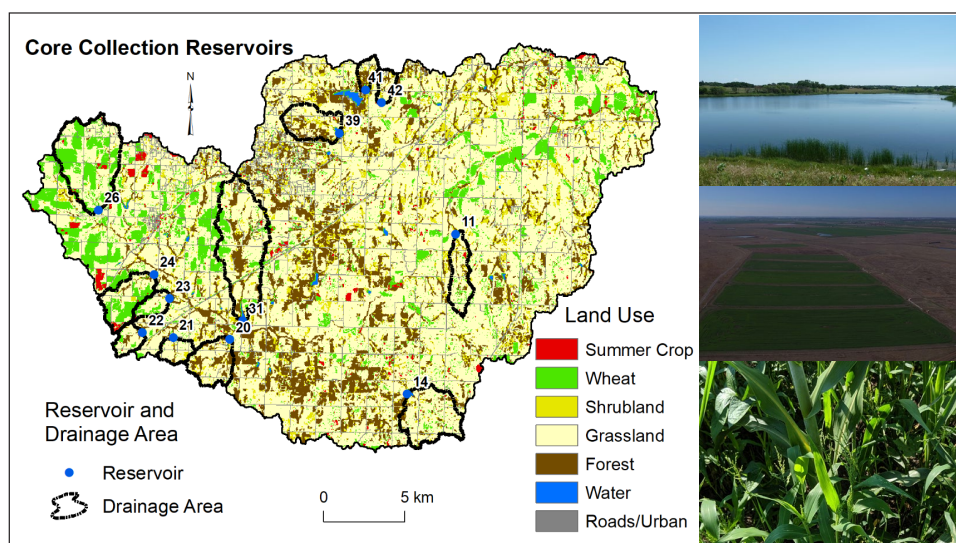 Core Collection Reservoirs
N
41
42
39
26
11
24
23
31
22
21
20
14
Land Use
Summer Crop
Wheat
Shrubland
Grassland
Forest
Water
Roads/Urban
Reservoir and
Drainage Area
Reservoir
Drainage Area
0 5 km